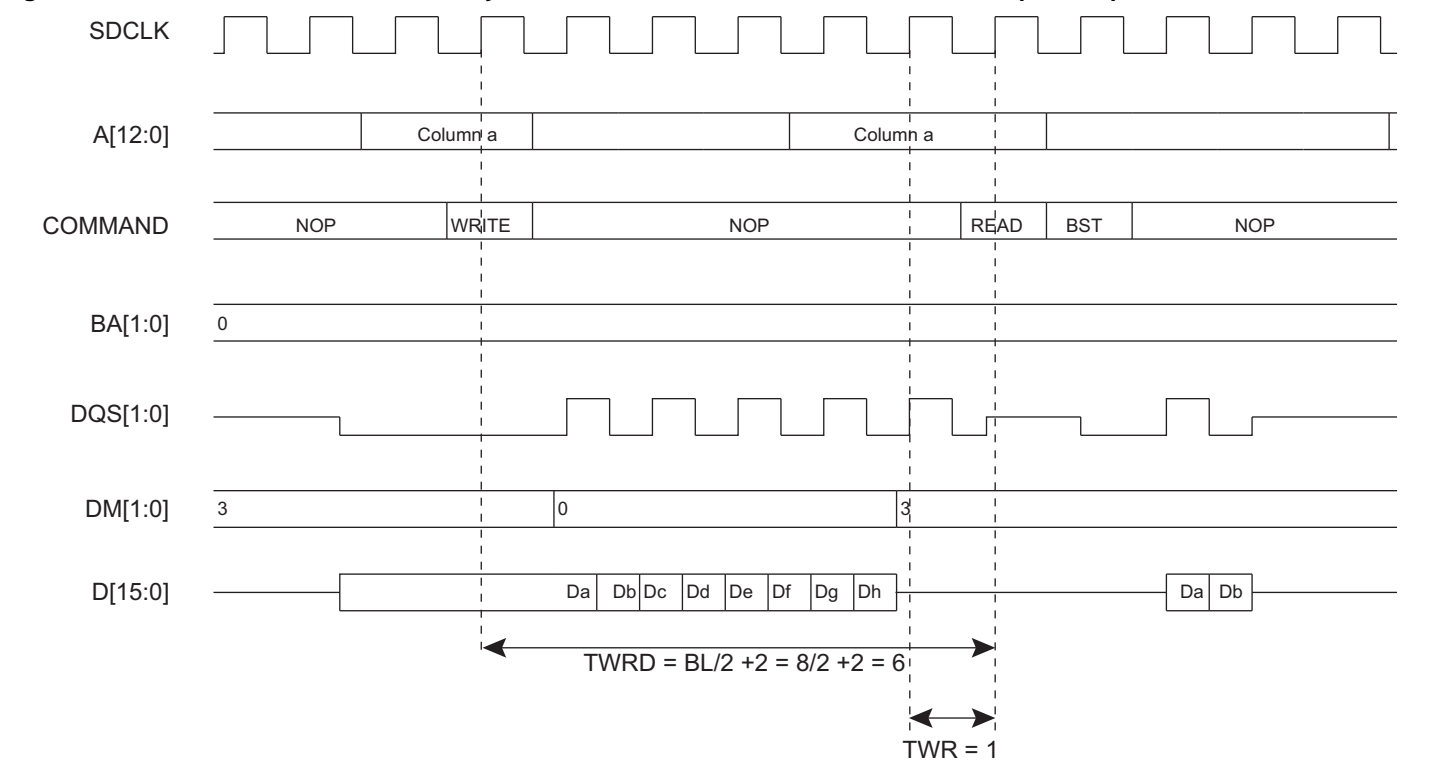 SDCLK
A[12:0] Column a Column a
COMMAND NOP WRITE NOP READ BST NOP
BA[1:0] 0
DQS[1:0]
DM[1:0] 3 0 3
D[15:0] Da Db Dc Dd De Df Dg Dh Da Db
TWRD = BL/2 +2 = 8/2 +2 = 6
TWR = 1